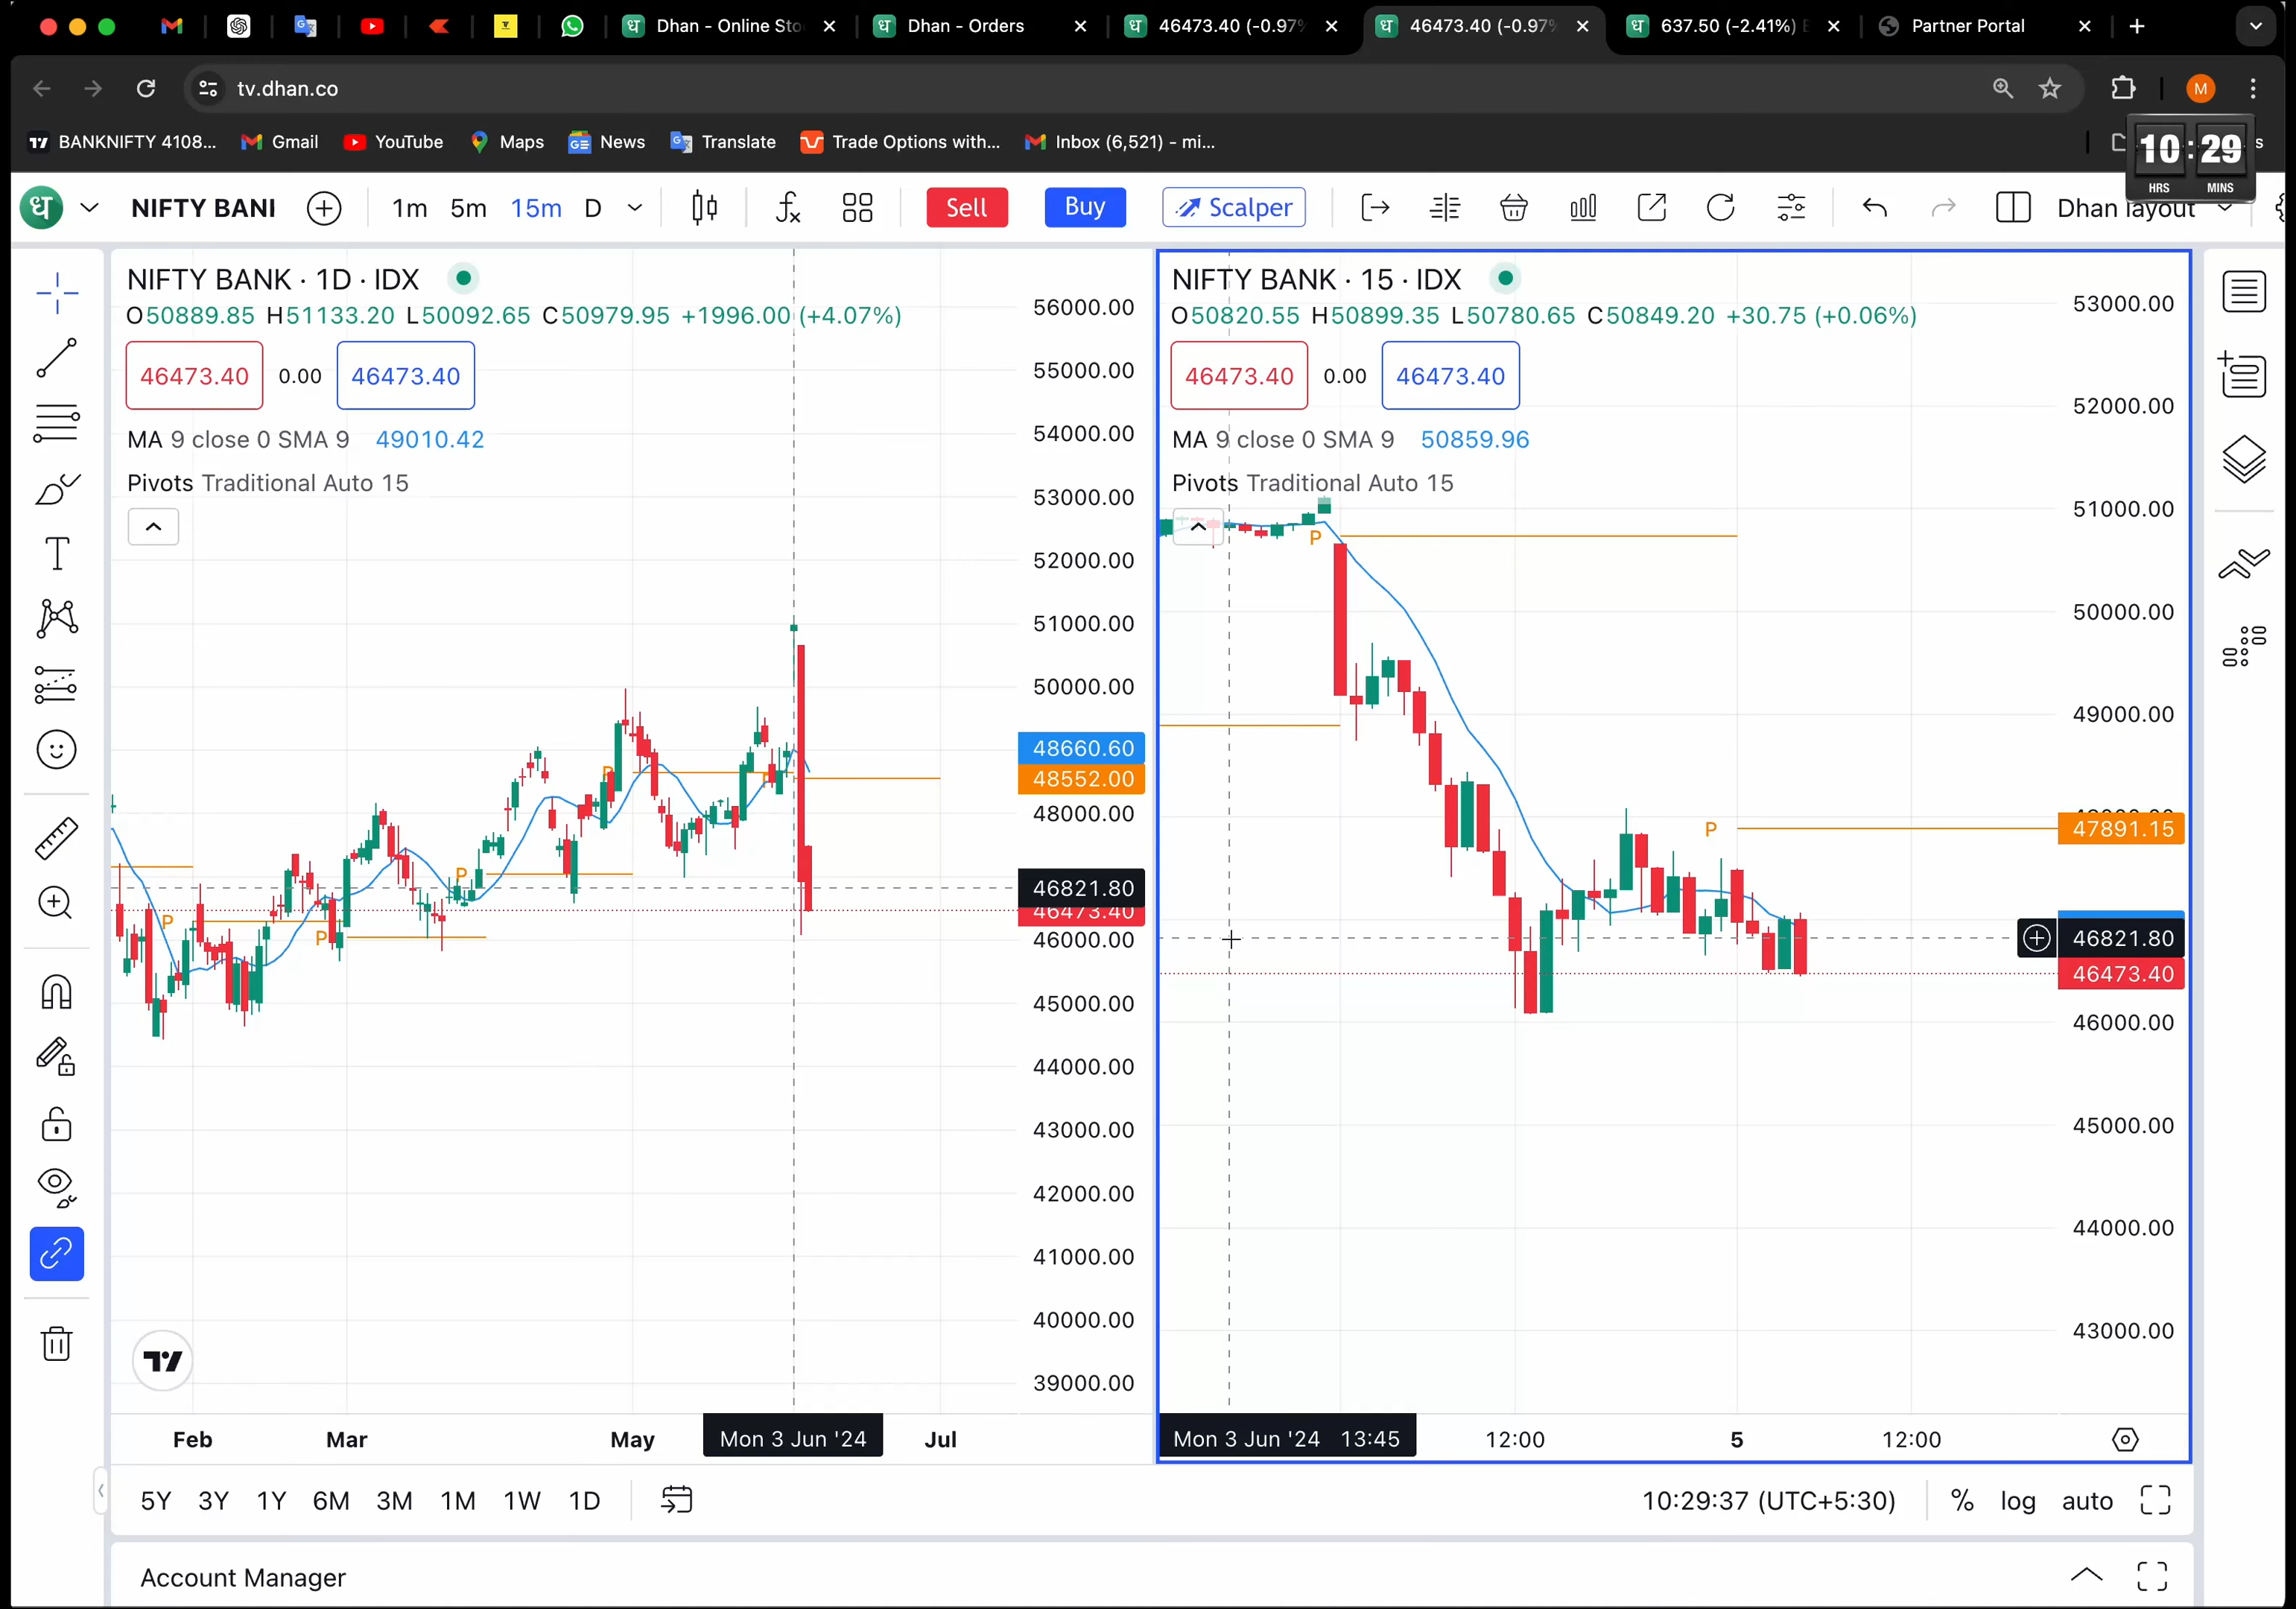 Dhan - Online Sto
Dhan - Orders
46473.40 (-0.97%
46473.40 (-0.97%
637.50 (-2.41%)
Partner Portal
tv.dhan.co
BANKNIFTY 4108...
Gmail
YouTube
Maps
News
Translate
Trade Options with...
Inbox (6,521) - mi...
M
10:29
HRS MINS
ध
NIFTY BANI
1m 5m 15m D
Sell
Buy
Scalper
Dhan layout
NIFTY BANK · 1D · IDX
O50889.85 H51133.20 L50092.65 C50979.95 +1996.00 (+4.07%)
46473.40 0.00 46473.40
MA 9 close 0 SMA 9 49010.42
Pivots Traditional Auto 15
56000.00
55000.00
54000.00
53000.00
52000.00
51000.00
50000.00
48660.60
48552.00
48000.00
46821.80
46473.40
46000.00
45000.00
44000.00
43000.00
42000.00
41000.00
40000.00
39000.00
P
P
P
P
Feb Mar May Mon 3 Jun '24 Jul
NIFTY BANK · 15 · IDX
O50820.55 H50899.35 L50780.65 C50849.20 +30.75 (+0.06%)
46473.40 0.00 46473.40
MA 9 close 0 SMA 9 50859.96
Pivots Traditional Auto 15
53000.00
52000.00
51000.00
50000.00
49000.00
47891.15
46821.80
46473.40
46000.00
45000.00
44000.00
43000.00
P
P
Mon 3 Jun '24 13:45 12:00 5 12:00
5Y 3Y 1Y 6M 3M 1M 1W 1D
10:29:37 (UTC+5:30) % log auto
Account Manager